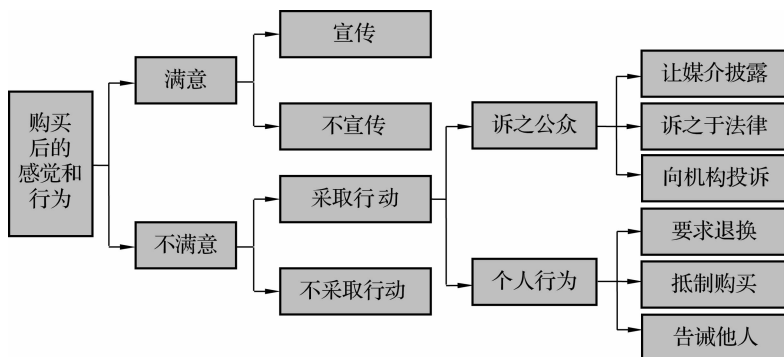 购买
后的
感觉和
行为
满意
不满意
宣传
不宣传
采取行动
不采取行动
诉之公众
个人行为
让媒介披露
诉之于法律
向机构投诉
要求退换
抵制购买
告诫他人